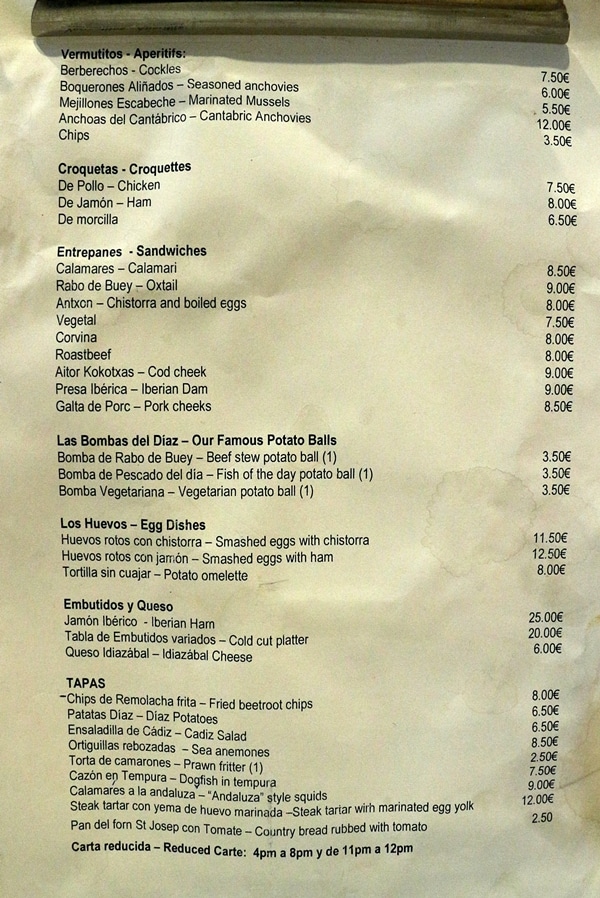 Vermutitos - Aperitifs:
Berberechos - Cockles 7.50€
Boquerones Aliñados – Seasoned anchovies 6.00€
Mejillones Escabeche – Marinated Mussels 5.50€
Anchoas del Cantábrico – Cantabric Anchovies 12.00€
Chips 3.50€
Croquetas - Croquettes
De Pollo – Chicken 7.50€
De Jamón – Ham 8.00€
De morcilla 6.50€
Entrepanes - Sandwiches
Calamares – Calamari 8.50€
Rabo de Buey – Oxtail 9.00€
Antxon – Chistorra and boiled eggs 8.00€
Vegetal 7.50€
Corvina 8.00€
Roastbeef 8.00€
Aitor Kokotxas – Cod cheek 9.00€
Presa Ibérica – Iberian Dam 9.00€
Galta de Porc – Pork cheeks 8.50€
Las Bombas del Díaz – Our Famous Potato Balls
Bomba de Rabo de Buey – Beef stew potato ball (1) 3.50€
Bomba de Pescado del día – Fish of the day potato ball (1) 3.50€
Bomba Vegetariana – Vegetarian potato ball (1) 3.50€
Los Huevos – Egg Dishes
Huevos rotos con chistorra – Smashed eggs with chistorra 11.50€
Huevos rotos con jamón – Smashed eggs with ham 12.50€
Tortilla sin cuajar – Potato omelette 8.00€
Embutidos y Queso
Jamón Ibérico - Iberian Ham 25.00€
Tabla de Embutidos variados – Cold cut platter 20.00€
Queso Idiazábal – Idiazábal Cheese 6.00€
TAPAS
Chips de Remolacha frita – Fried beetroot chips 8.00€
Patatas Díaz – Díaz Potatoes 6.50€
Ensaladilla de Cádiz – Cadiz Salad 6.50€
Ortiguillas rebozadas – Sea anemones 8.50€
Torta de camarones – Prawn fritter (1) 2.50€
Cazón en Tempura – Dogfish in tempura 7.50€
Calamares a la andaluza – “Andaluza” style squids 9.00€
Steak tartar con yema de huevo marinada –Steak tartar wirh marinated egg yolk 12.00€
Pan del forn St Josep con Tomate – Country bread rubbed with tomato 2.50
Carta reducida – Reduced Carte: 4pm a 8pm y de 11pm a 12pm